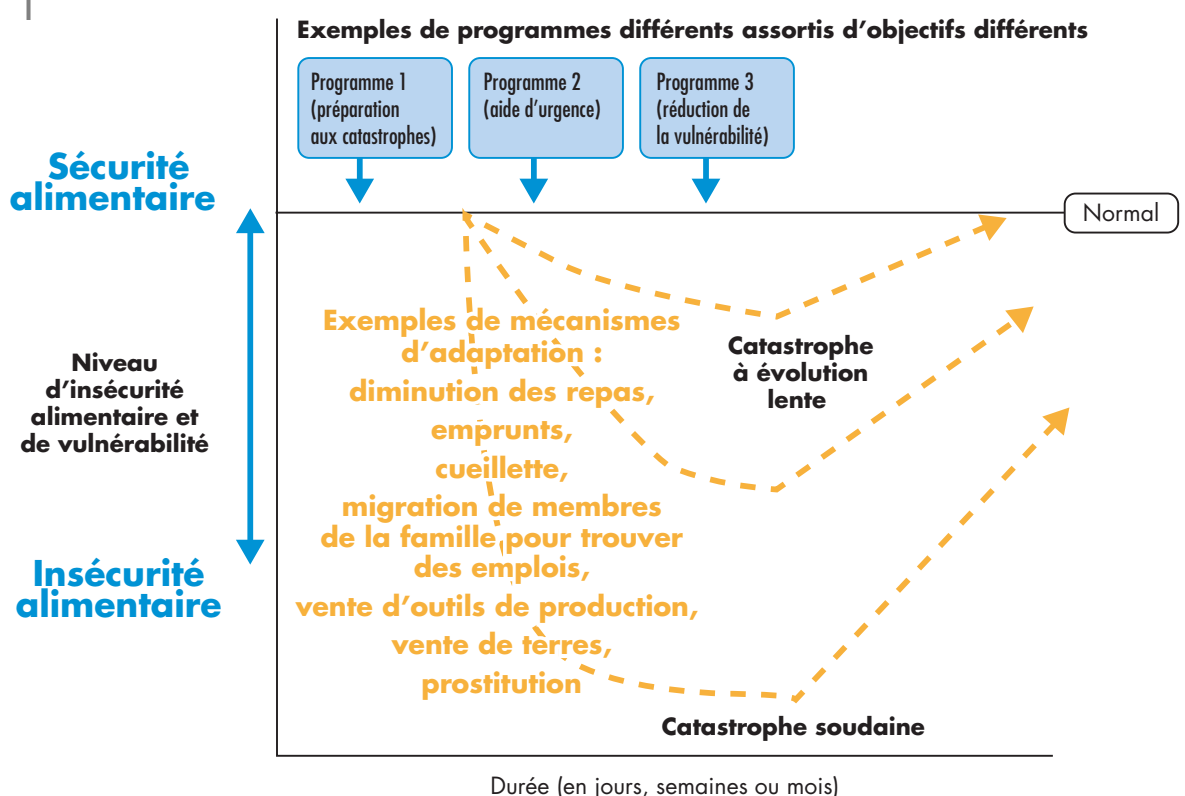 Exemples de programmes différents assortis d'objectifs différents
Programme 1
(préparation
aux catastrophes)
Programme 2
(aide d'urgence)
Programme 3
(réduction de
la vulnérabilité)
Sécurité
alimentaire
Normal
Niveau
d'insécurité
alimentaire et
de vulnérabilité
Insécurité
alimentaire
Exemples de mécanismes
d'adaptation :
diminution des repas,
emprunts,
cueillette,
migration de membres
de la famille pour trouver
des emplois,
vente d'outils de production,
vente de terres,
prostitution
Catastrophe
à évolution
lente
Catastrophe soudaine
Durée (en jours, semaines ou mois)